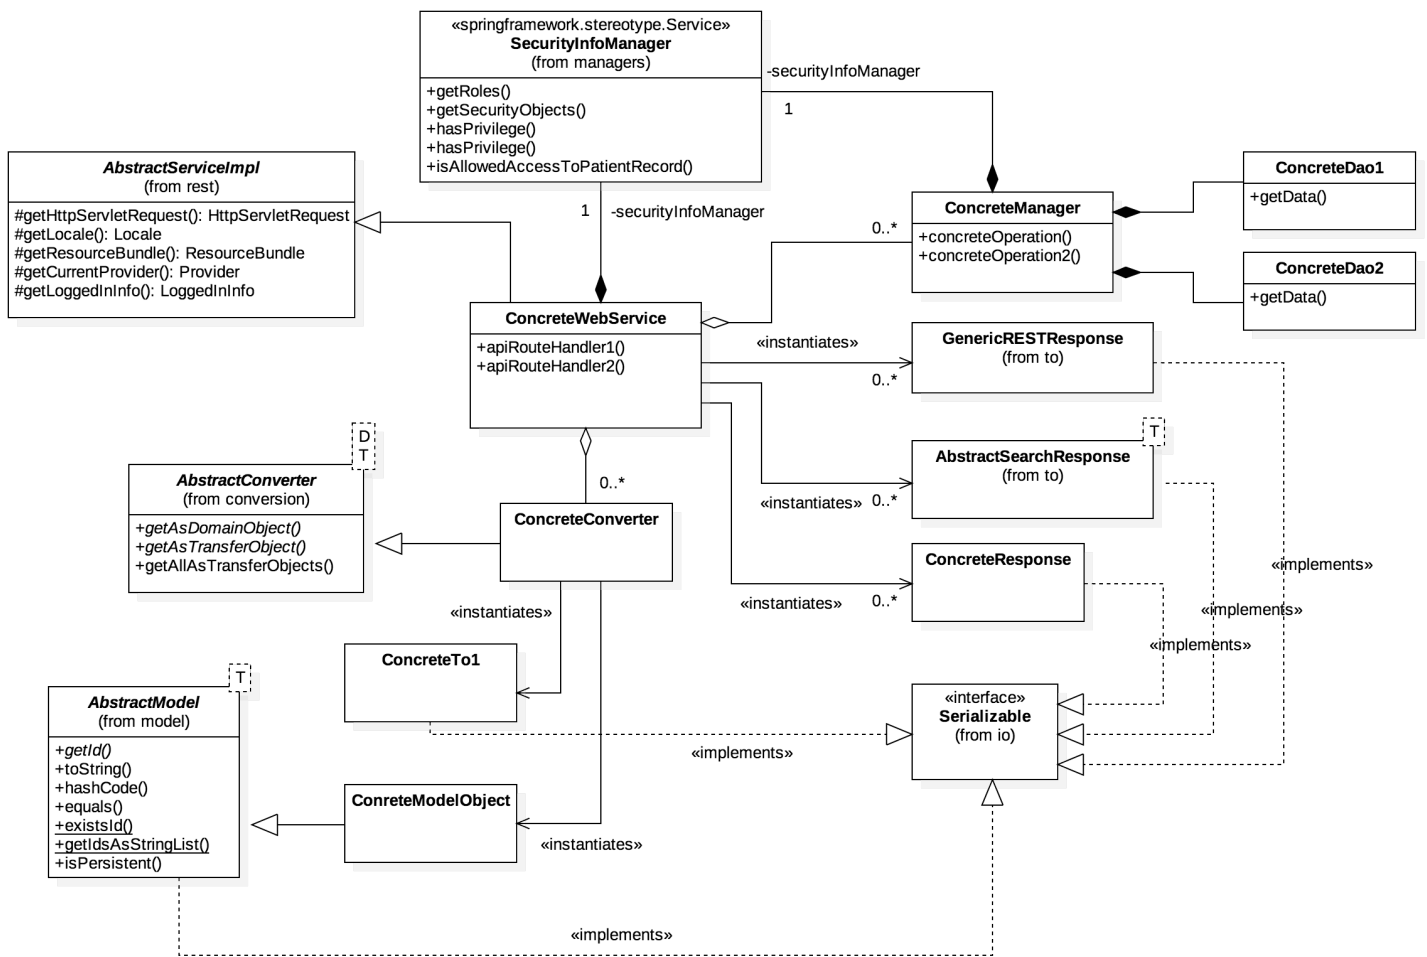 «springframework.stereotype.Service»
SecurityInfoManager
(from managers)
+getRoles()
+getSecurityObjects()
+hasPrivilege()
+hasPrivilege()
+isAllowedAccessToPatientRecord()
-securityInfoManager
1
AbstractServiceImpl
(from rest)
#getHttpServletRequest(): HttpServletRequest
#getLocale(): Locale
#getResourceBundle(): ResourceBundle
#getCurrentProvider(): Provider
#getLoggedInInfo(): LoggedInInfo
1
-securityInfoManager
0..*
ConcreteManager
+concreteOperation()
+concreteOperation2()
ConcreteDao1
+getData()
ConcreteDao2
+getData()
ConcreteWebService
+apiRouteHandler1()
+apiRouteHandler2()
«instantiates»
0..*
GenericRESTResponse
(from to)
T
AbstractSearchResponse
(from to)
«instantiates»
0..*
D
T
AbstractConverter
(from conversion)
+getAsDomainObject()
+getAsTransferObject()
+getAllAsTransferObjects()
0..*
ConcreteConverter
ConcreteResponse
«instantiates»
0..*
«implements»
«implements»
«implements»
«instantiates»
ConcreteTo1
«interface»
Serializable
(from io)
«implements»
T
AbstractModel
(from model)
+getId()
+toString()
+hashCode()
+equals()
+existsId()
+getIdsAsStringList()
+isPersistent()
ConreteModelObject
«instantiates»
«implements»